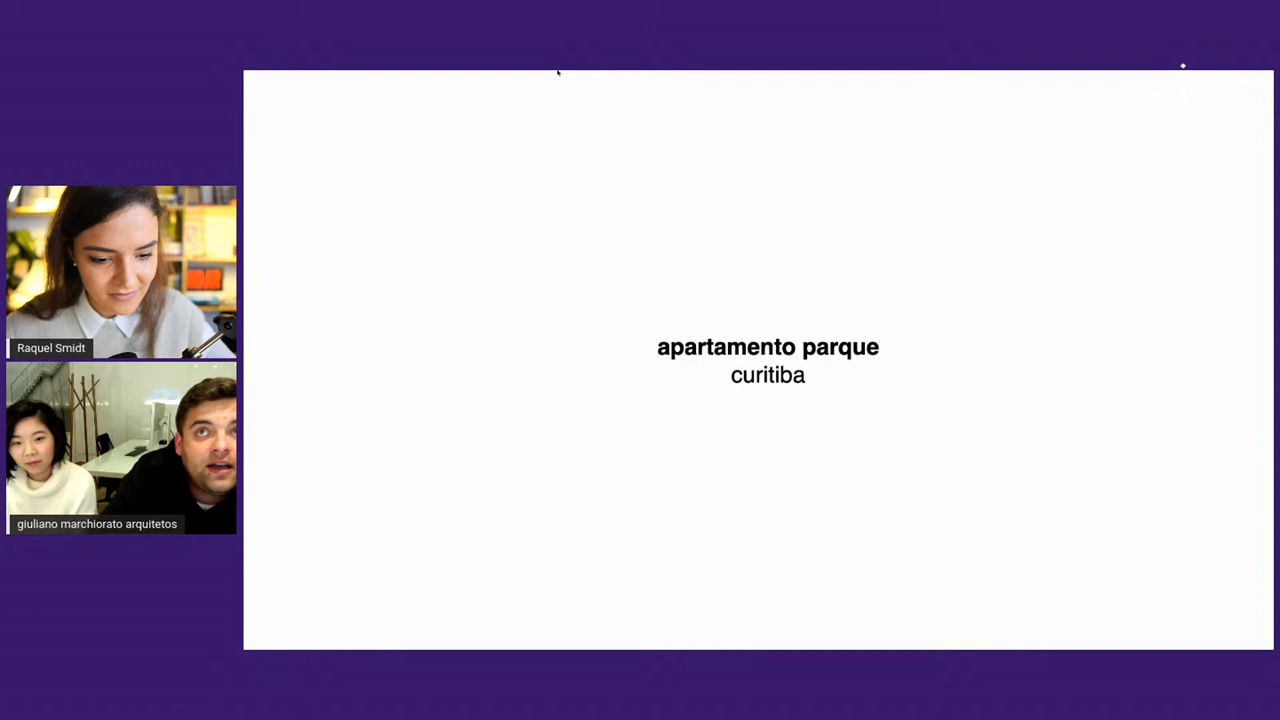 Raquel Smidt
giuliano marchiorato arquitetos
apartamento parque
curitiba